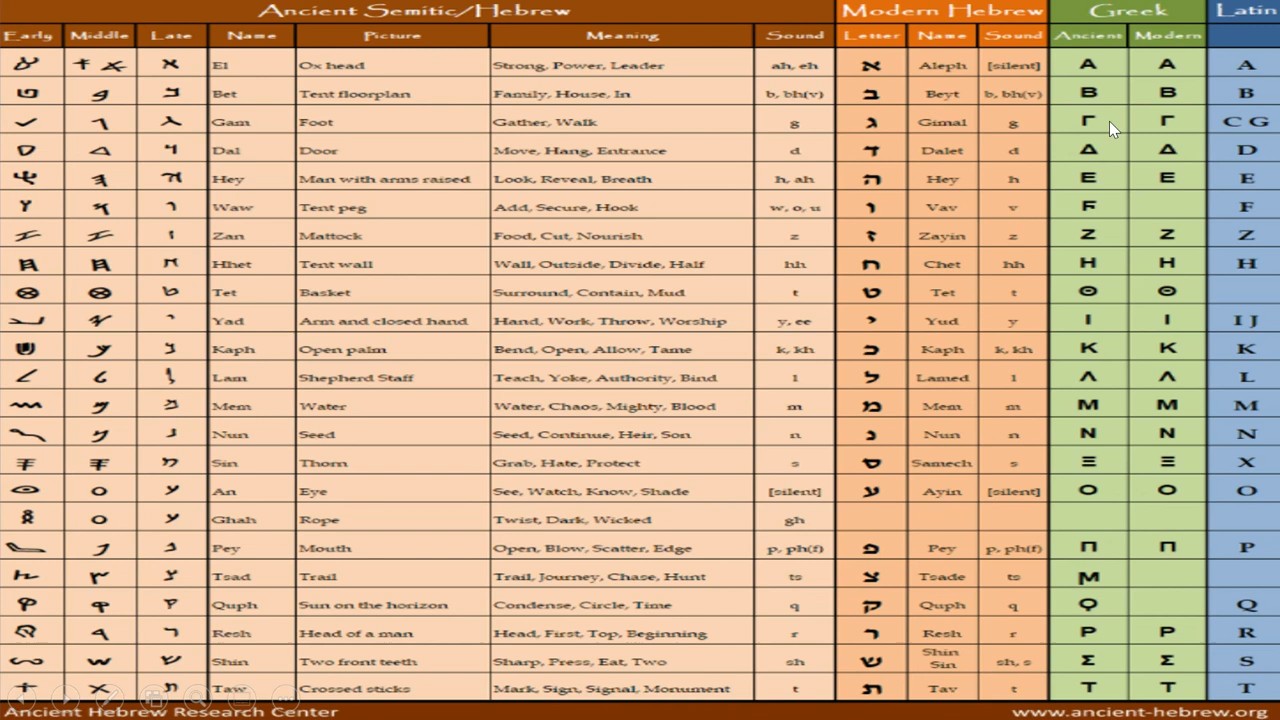 Ancient Semitic/Hebrew Modern Hebrew Greek Latin
Early Middle Late Name Picture Meaning Sound Letter Name Sound Ancient Modern
El Ox head Strong, Power, Leader ah, eh א Aleph [silent] Α Α A
Bet Tent floorplan Family, House, In b, bh(v) ב Beyt b, bh(v) Β Β B
Gam Foot Gather, Walk g ג Gimal g Γ Γ C G
Dal Door Move, Hang, Entrance d ד Dalet d Δ Δ D
Hey Man with arms raised Look, Reveal, Breath h, ah ה Hey h Ε Ε E
Waw Tent peg Add, Secure, Hook w, o, u ו Vav v Ϝ F
Zan Mattock Food, Cut, Nourish z ז Zayin z Ζ Ζ Z
Hhet Tent wall Wall, Outside, Divide, Half hh ח Chet hh Η Η H
Tet Basket Surround, Contain, Mud t ט Tet t Θ Θ
Yad Arm and closed hand Hand, Work, Throw, Worship y, ee י Yud y Ι Ι I J
Kaph Open palm Bend, Open, Allow, Tame k, kh כ Kaph k, kh Κ Κ K
Lam Shepherd Staff Teach, Yoke, Authority, Bind l ל Lamed l Λ Λ L
Mem Water Water, Chaos, Mighty, Blood m מ Mem m Μ Μ M
Nun Seed Seed, Continue, Heir, Son n נ Nun n Ν Ν N
Sin Thorn Grab, Hate, Protect s ס Samech s Ξ Ξ X
An Eye See, Watch, Know, Shade [silent] ע Ayin [silent] Ο Ο O
Ghah Rope Twist, Dark, Wicked gh
Pey Mouth Open, Blow, Scatter, Edge p, ph(f) פ Pey p, ph(f) Π Π P
Tsad Trail Trail, Journey, Chase, Hunt ts צ Tsade ts Ϻ
Quph Sun on the horizon Condense, Circle, Time q ק Quph q Ϙ Q
Resh Head of a man Head, First, Top, Beginning r ר Resh r Ρ Ρ R
Shin Two front teeth Sharp, Press, Eat, Two sh ש Shin Sin sh, s Σ Σ S
Taw Crossed sticks Mark, Sign, Signal, Monument t ת Tav t Τ Τ T
Ancient Hebrew Research Center www.ancient-hebrew.org